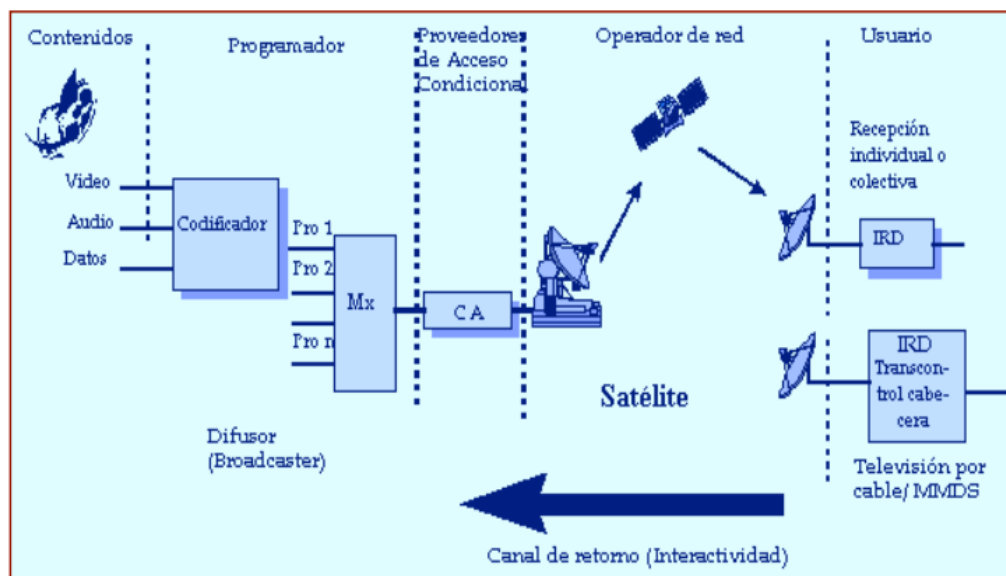 Contenidos
Programador
Proveedores
de Acceso
Condicional
Operador de red
Usuario
Recepción
individual o
colectiva
Video
Audio
Datos
Codificador
Pro 1
Pro 2
Pro n
Mx
C A
IRD
Satélite
IRD
Transcon-
trol cabe-
cera
Difusor
(Broadcaster)
Televisión por
cable/ MMDS
Canal de retorno (Interactividad)